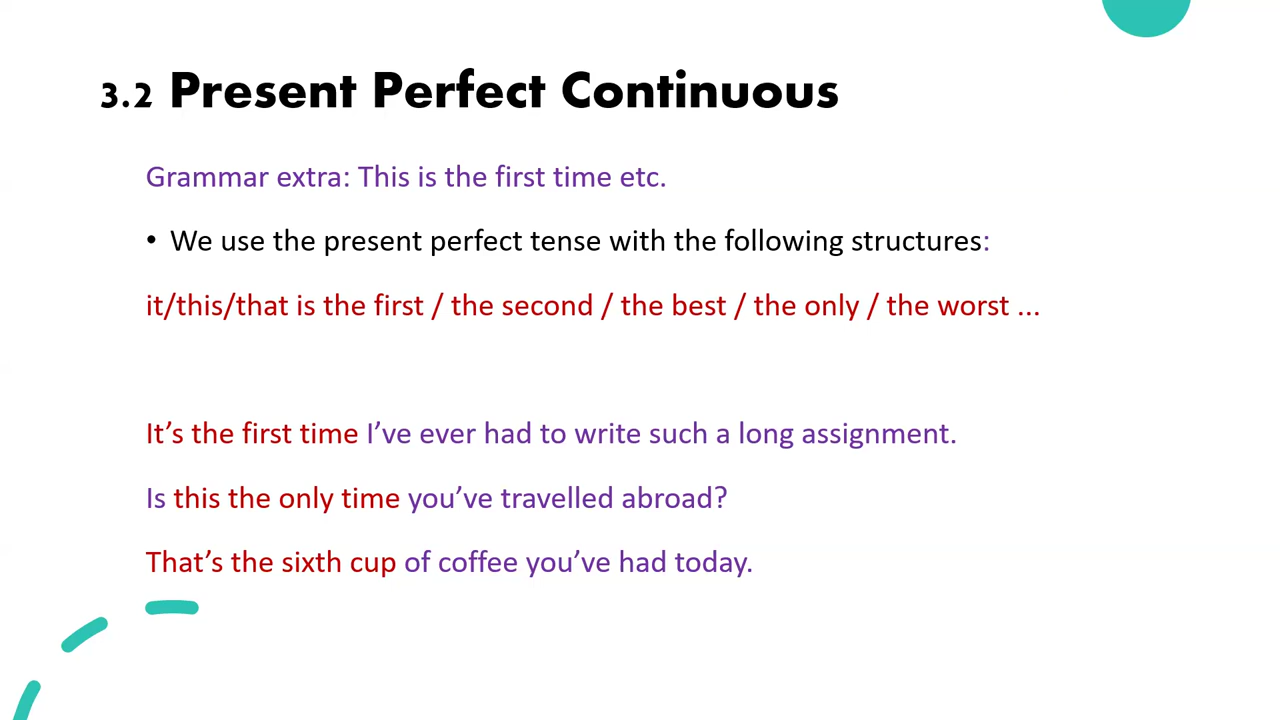 3.2 Present Perfect Continuous
Grammar extra: This is the first time etc.
• We use the present perfect tense with the following structures:
it/this/that is the first / the second / the best / the only / the worst ...
It’s the first time I’ve ever had to write such a long assignment.
Is this the only time you’ve travelled abroad?
That’s the sixth cup of coffee you’ve had today.